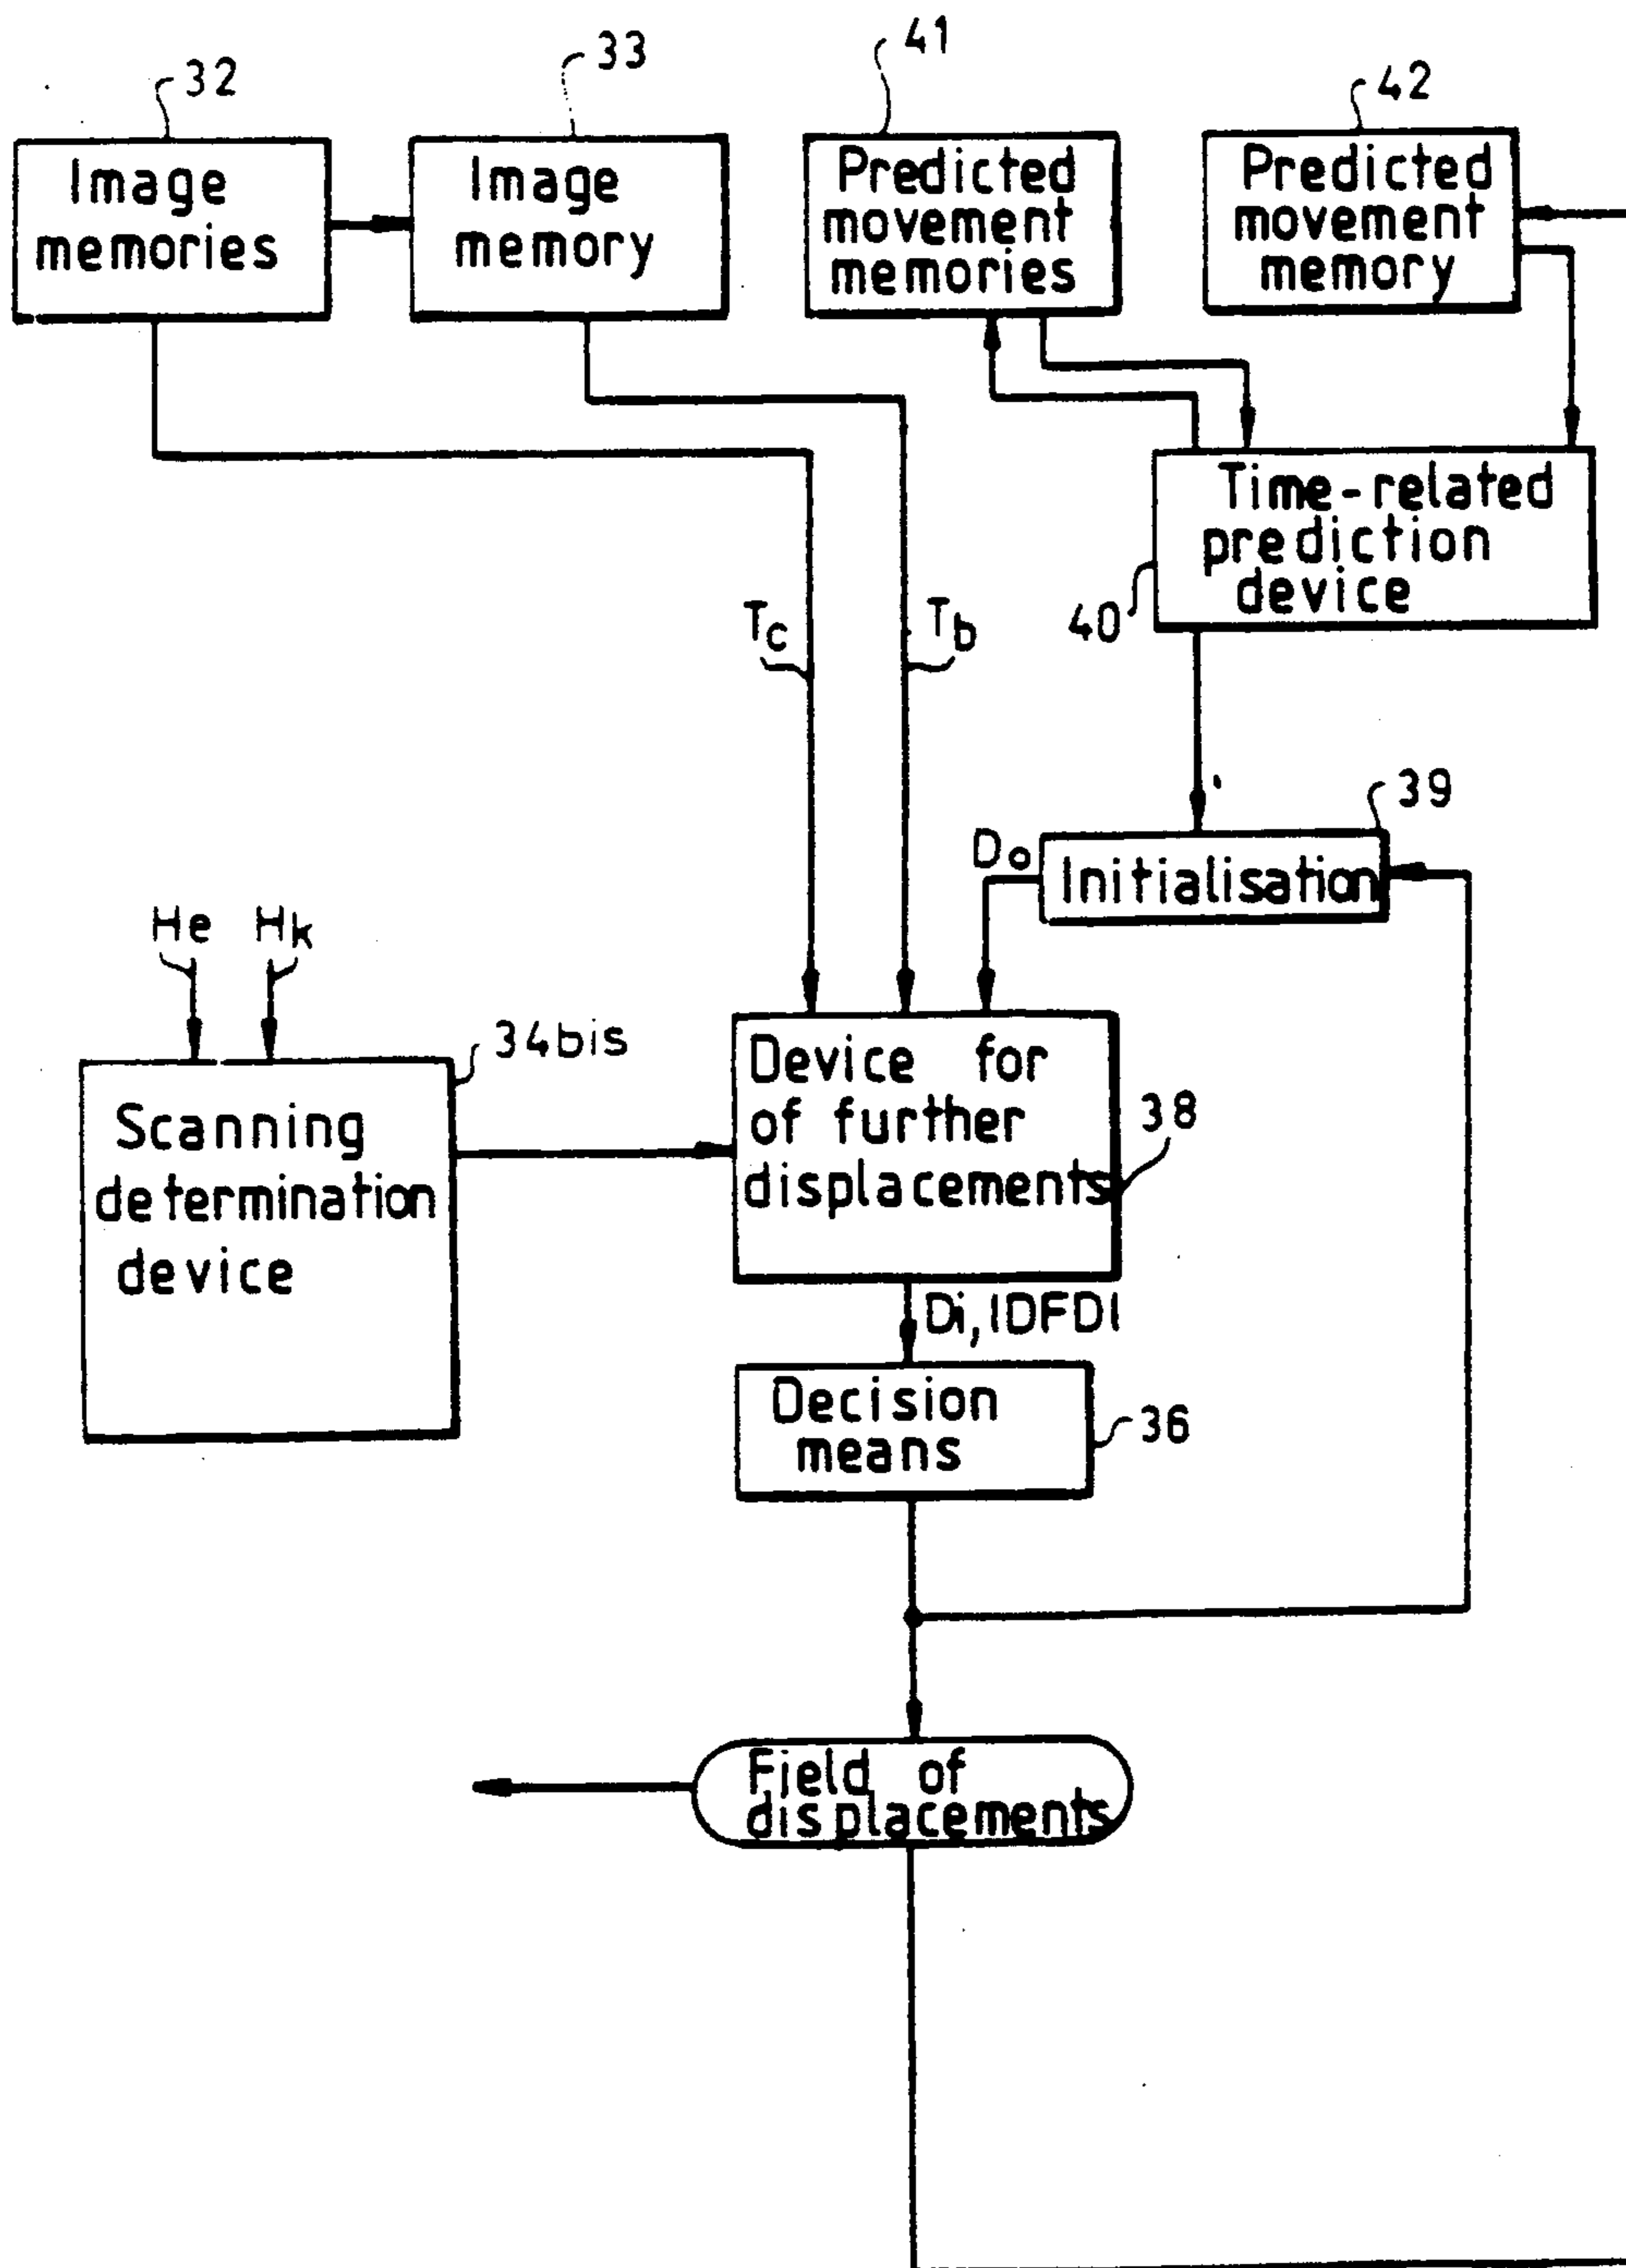 32
33
41
42
Image
memories
Image
memory
Predicted
movement
memories
Predicted
movement
memory
Time-related
prediction
device
40
Tc
Tb
39
Do
Initialisation
He
Hk
34bis
Scanning
determination
device
Device for
of further
displacements
38
Di, |DFD|
Decision
means
36
Field of
displacements